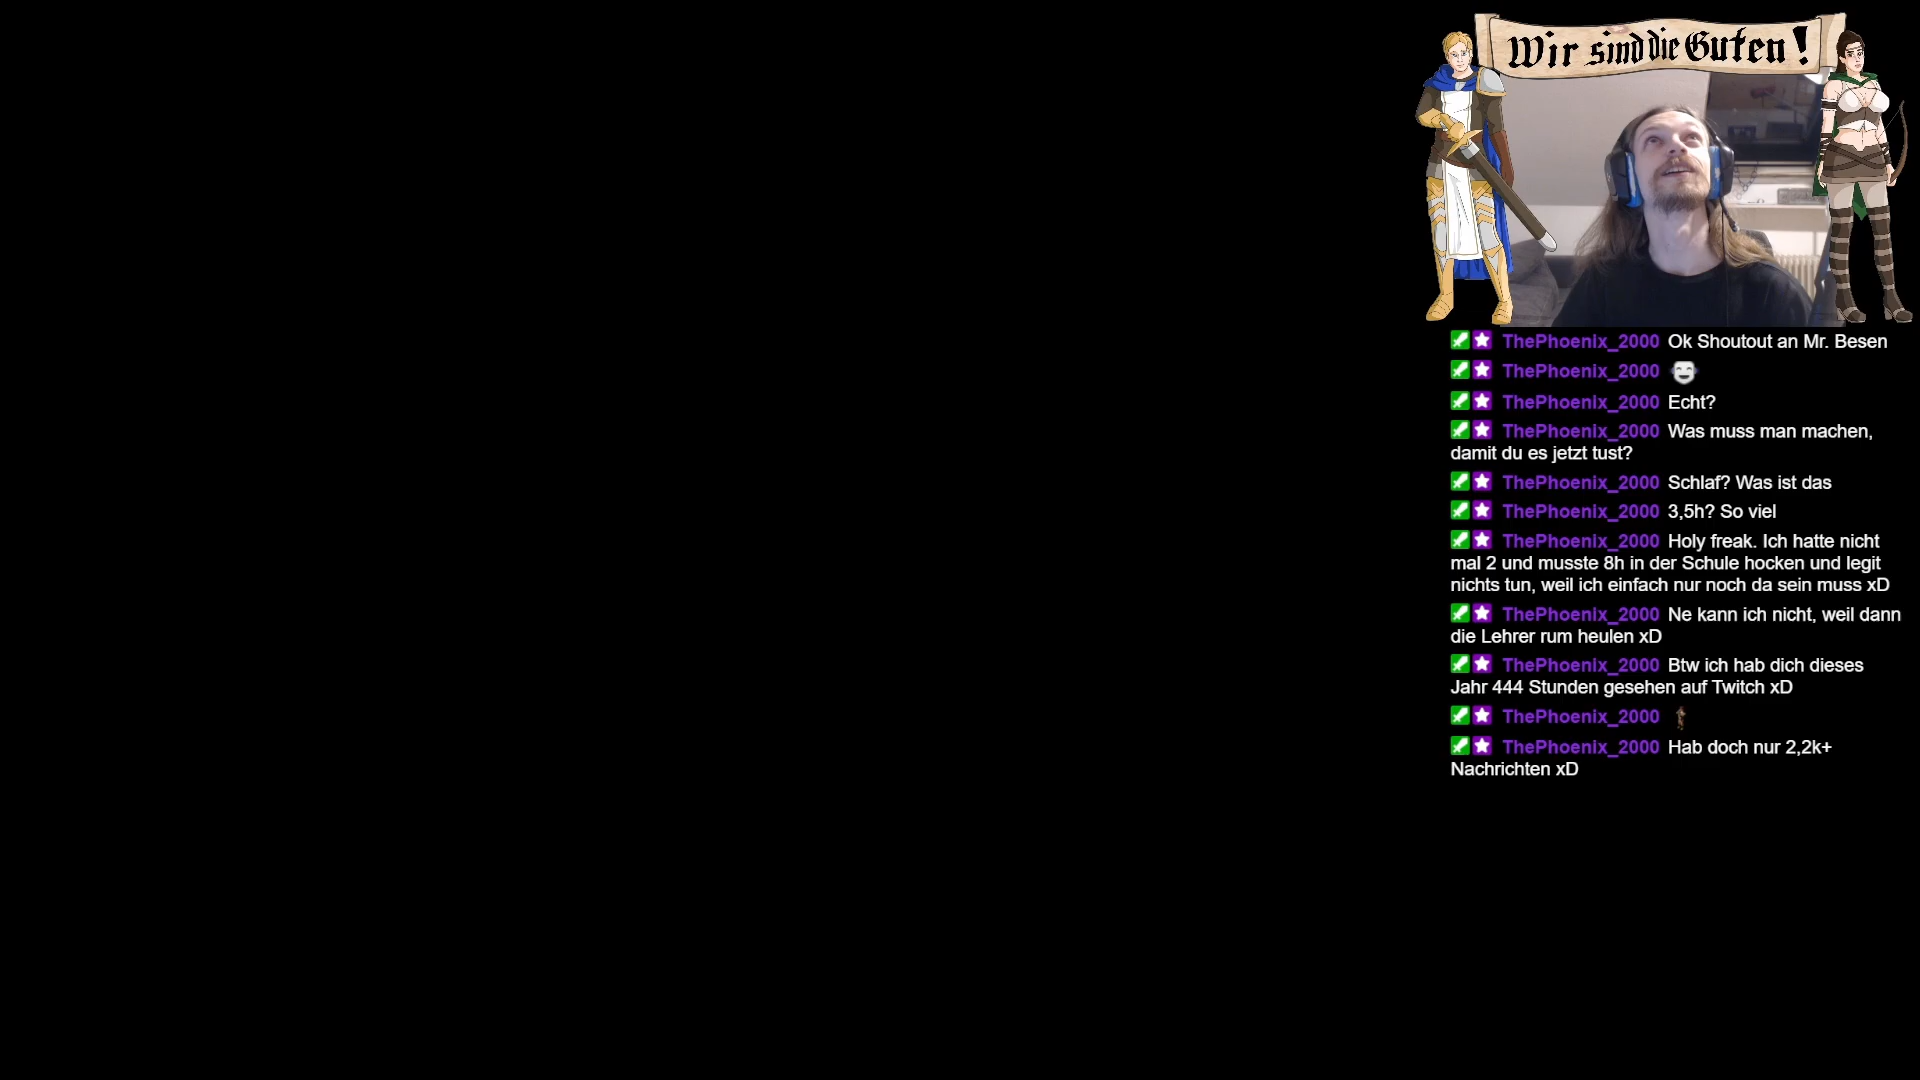 Wir sind die Guten!
ThePhoenix_2000 Ok Shoutout an Mr. Besen
ThePhoenix_2000
ThePhoenix_2000 Echt?
ThePhoenix_2000 Was muss man machen,
damit du es jetzt tust?
ThePhoenix_2000 Schlaf? Was ist das
ThePhoenix_2000 3,5h? So viel
ThePhoenix_2000 Holy freak. Ich hatte nicht
mal 2 und musste 8h in der Schule hocken und legit
nichts tun, weil ich einfach nur noch da sein muss xD
ThePhoenix_2000 Ne kann ich nicht, weil dann
die Lehrer rum heulen xD
ThePhoenix_2000 Btw ich hab dich dieses
Jahr 444 Stunden gesehen auf Twitch xD
ThePhoenix_2000
ThePhoenix_2000 Hab doch nur 2,2k+
Nachrichten xD